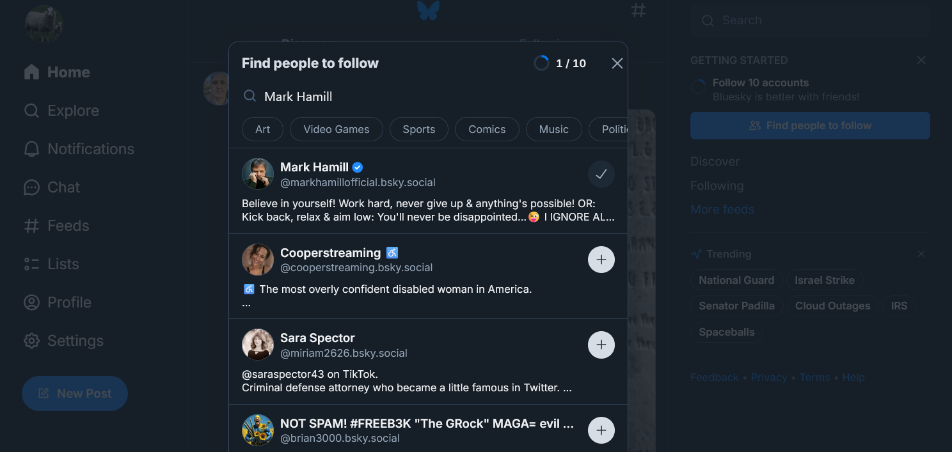 Home
Explore
Notifications
Chat
Feeds
Lists
Profile
Settings
New Post
Find people to follow
1 / 10
Mark Hamill
Art
Video Games
Sports
Comics
Music
Politi
Mark Hamill
@markhamillofficial.bsky.social
Believe in yourself! Work hard, never give up & anything's possible! OR:
Kick back, relax & aim low: You'll never be disappointed...😜 I IGNORE AL...
Cooperstreaming ♿
@cooperstreaming.bsky.social
♿ The most overly confident disabled woman in America.
...
Sara Spector
@miriam2626.bsky.social
@saraspector43 on TikTok.
Criminal defense attorney who became a little famous in Twitter. ...
NOT SPAM! #FREEB3K "The GRock" MAGA= evil ...
@brian3000.bsky.social
Search
GETTING STARTED
Follow 10 accounts
Bluesky is better with friends!
Find people to follow
Discover
Following
More feeds
Trending
National Guard
Israel Strike
Senator Padilla
Cloud Outages
IRS
Spaceballs
Feedback • Privacy • Terms • Help